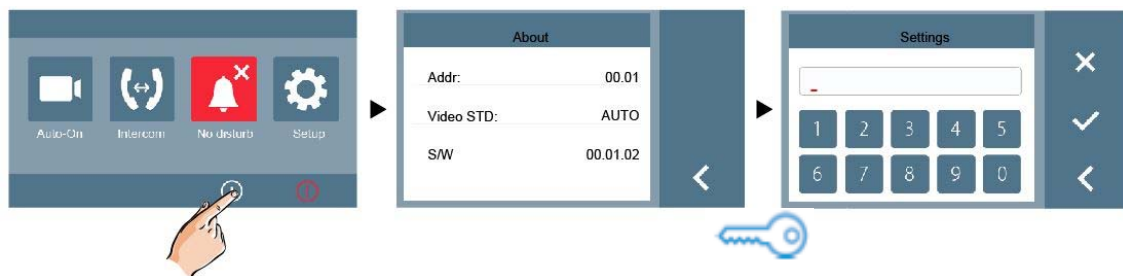 Auto-On Intercom No disturb Setup
About
Addr: 00.01
Video STD: AUTO
S/W 00.01.02
Settings
1 2 3 4 5
6 7 8 9 0